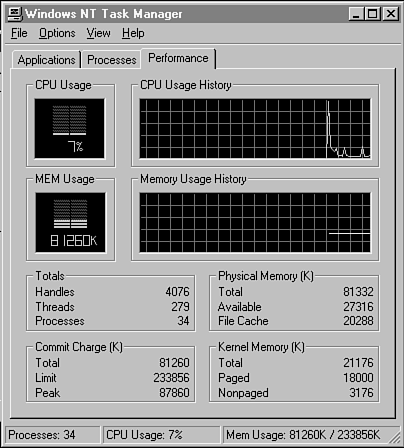 Windows NT Task Manager
File Options View Help
Applications Processes Performance
CPU Usage CPU Usage History
7%
MEM Usage Memory Usage History
81260K
Totals Physical Memory (K)
Handles 4076 Total 81332
Threads 279 Available 27316
Processes 34 File Cache 20288
Commit Charge (K) Kernel Memory (K)
Total 81260 Total 21176
Limit 233856 Paged 18000
Peak 87860 Nonpaged 3176
Processes: 34 CPU Usage: 7% Mem Usage: 81260K / 233856K